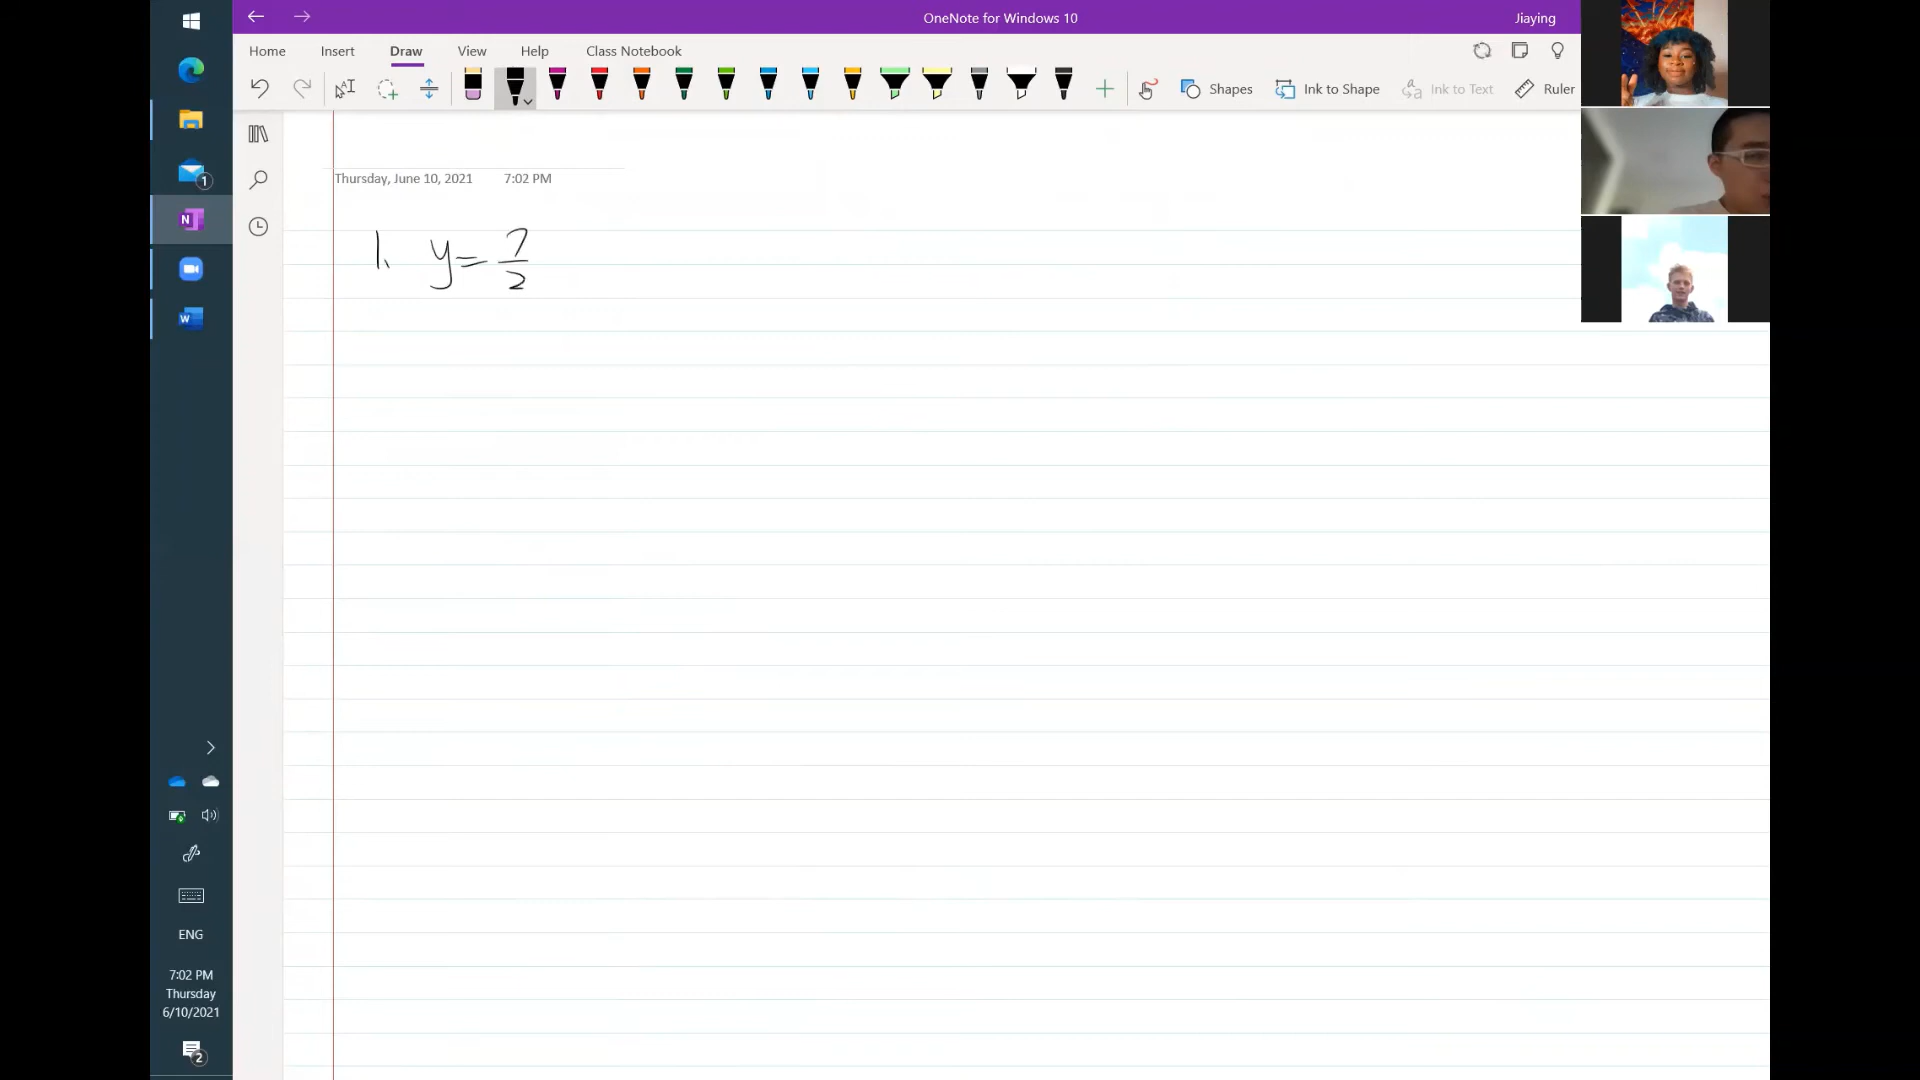 OneNote for Windows 10
Jiaying
Home Insert Draw View Help Class Notebook
Shapes Ink to Shape Ink to Text Ruler
Thursday, June 10, 2021 7:02 PM
1. y = 7/2
1
N
W
ENG
7:02 PM
Thursday
6/10/2021
2